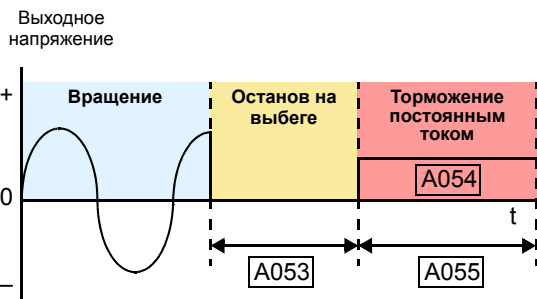 Выходное
напряжение
+
Вращение
Останов на
выбеге
Торможение
постоянным
током
A054
0
t
–
A053
A055